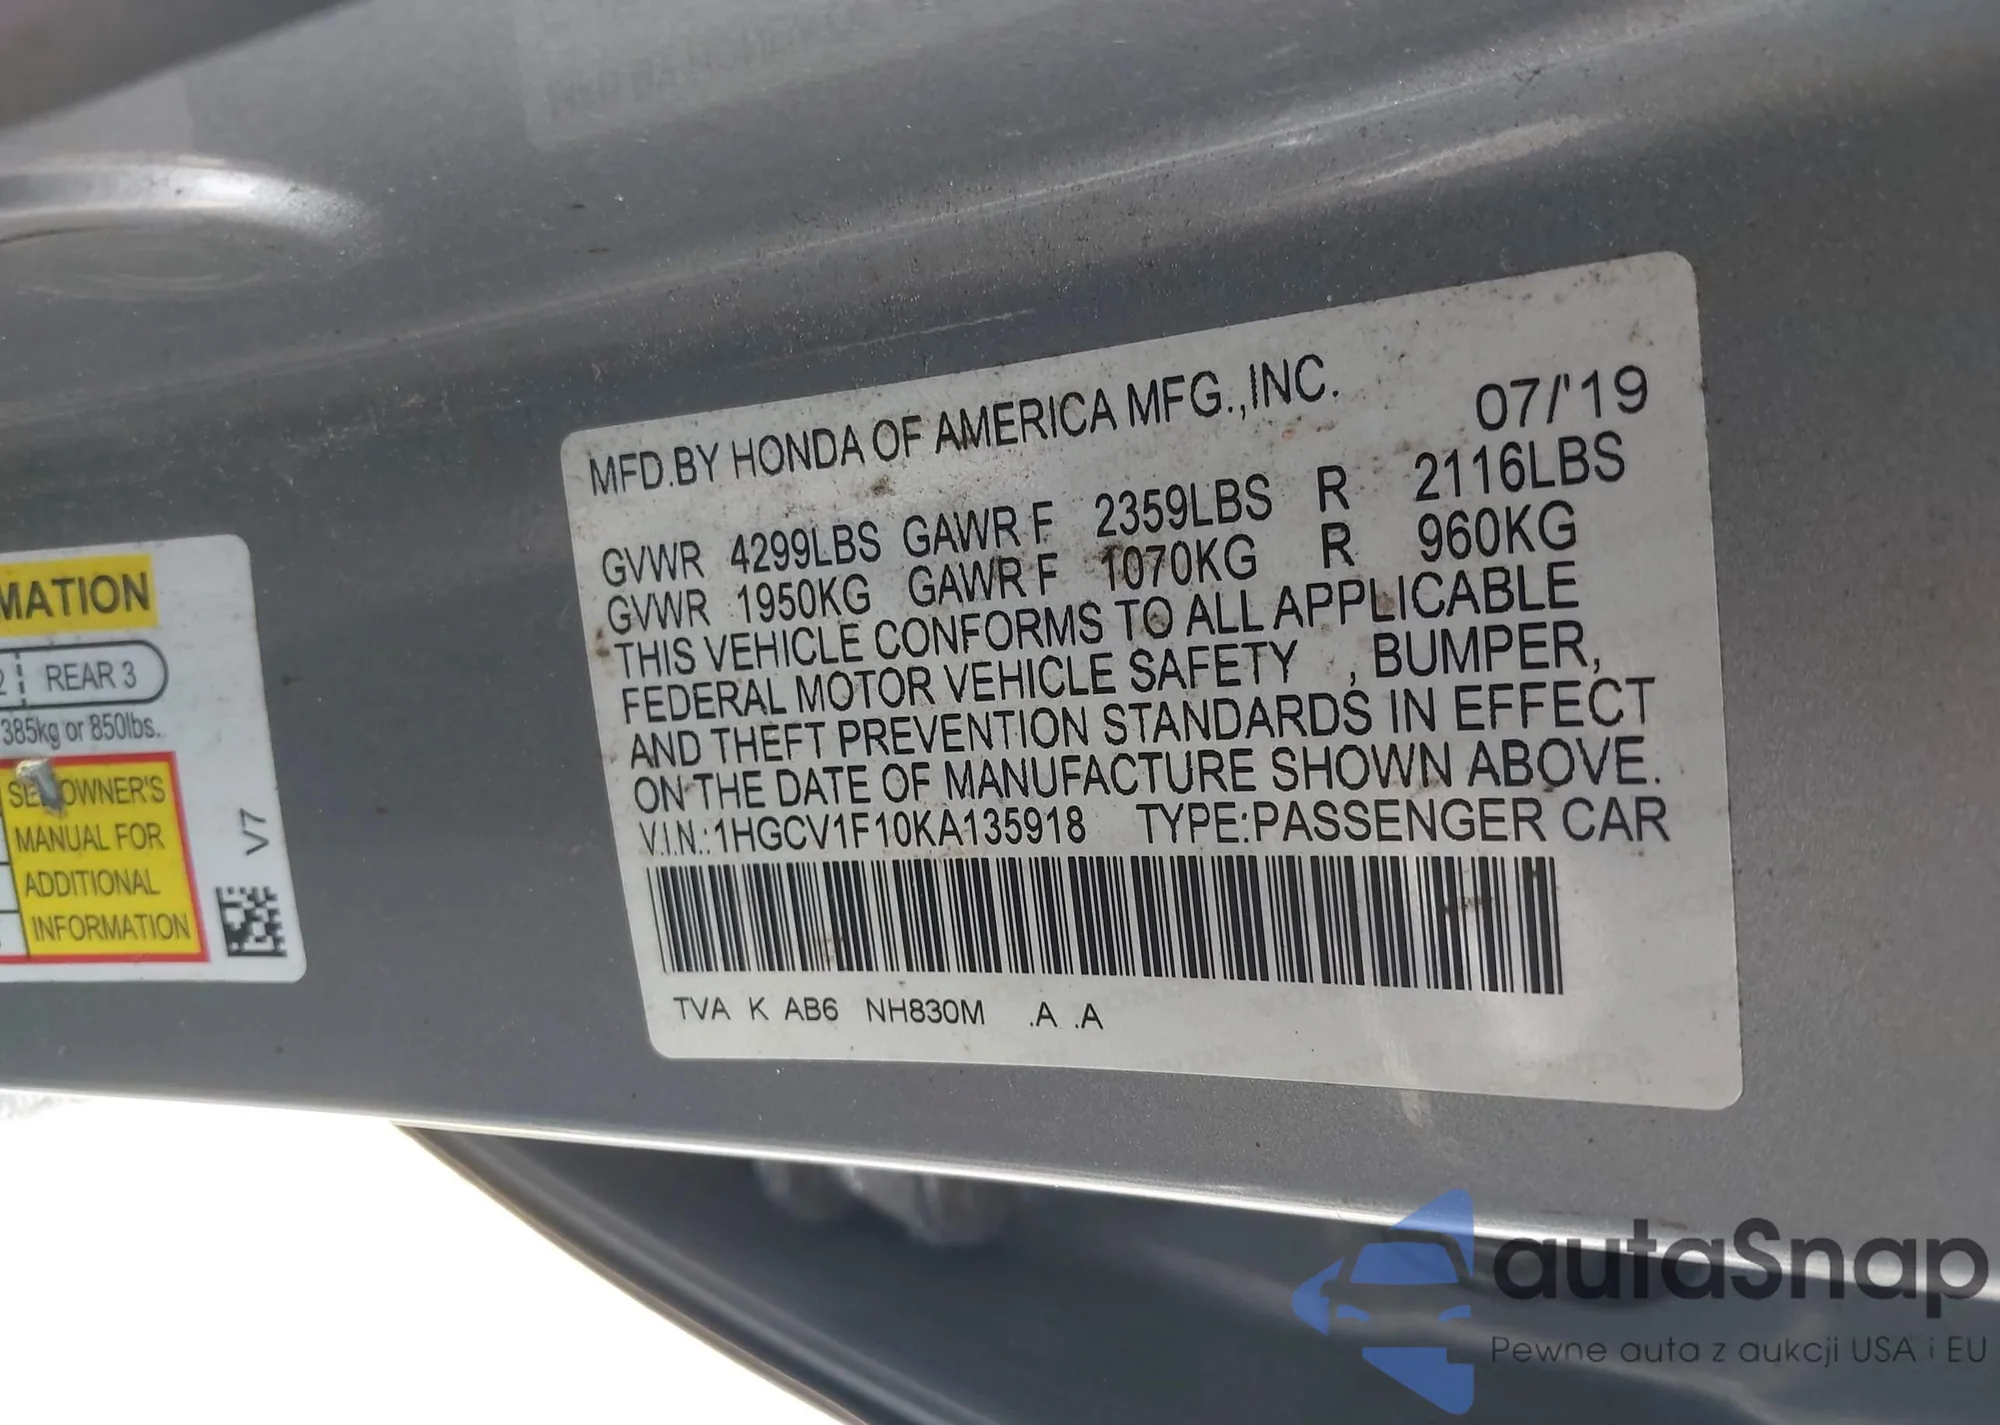 MFD.BY HONDA OF AMERICA MFG.,INC. 07/'19
GVWR 4299LBS GAWR F 2359LBS R 2116LBS
GVWR 1950KG GAWR F 1070KG R 960KG
THIS VEHICLE CONFORMS TO ALL APPLICABLE
FEDERAL MOTOR VEHICLE SAFETY , BUMPER,
AND THEFT PREVENTION STANDARDS IN EFFECT
ON THE DATE OF MANUFACTURE SHOWN ABOVE.
V.I.N.:1HGCV1F10KA135918 TYPE:PASSENGER CAR
TVA K AB6 NH830M .A .A
MATION
2 REAR 3
385kg or 850lbs.
OWNER'S
MANUAL FOR
ADDITIONAL
INFORMATION
V7
autaSnap
Pewne auta z aukcji USA i EU